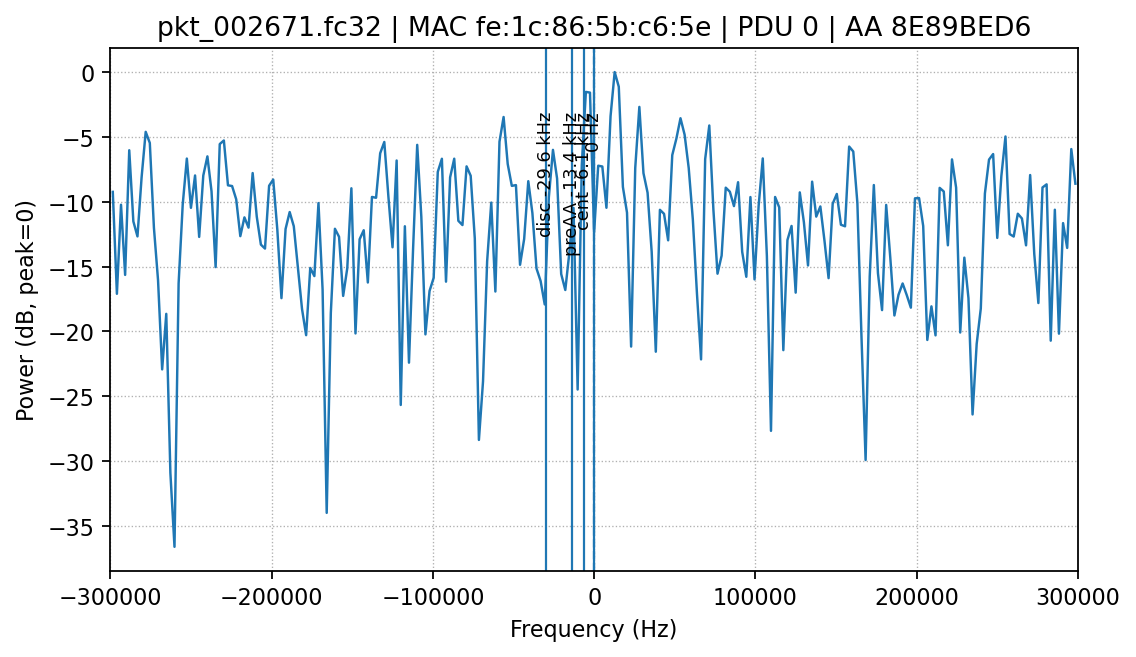 pkt_002671.fc32 | MAC fe:1c:86:5b:c6:5e | PDU 0 | AA 8E89BED6
Power (dB, peak=0)
0
−5
−10
−15
−20
−25
−30
−35
disc -29.6 kHz
preAA -13.4 kHz
cent -6.1 kHz
0 Hz
−300000
−200000
−100000
0
100000
200000
300000
Frequency (Hz)